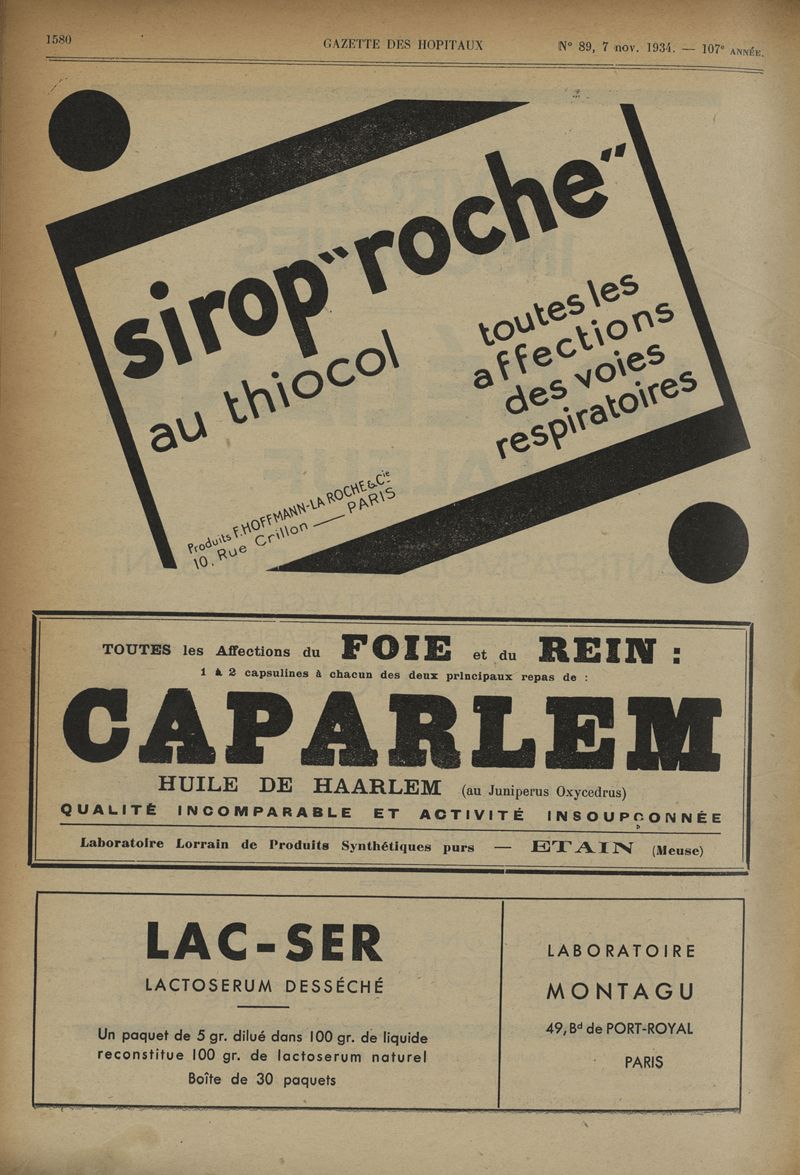 1580
GAZETTE DES HOPITAUX
N° 89, 7 nov. 1934. — 107e ANNÉE.
sirop "roche"
au thiocol
toutes les
affections
des voies
respiratoires
Produits F. HOFFMANN-LA ROCHE & Cie
10. Rue Crillon — PARIS
TOUTES les Affections du FOIE et du REIN :
1 à 2 capsulines à chacun des deux principaux repas de :
CAPARLEM
HUILE DE HAARLEM (au Juniperus Oxycedrus)
QUALITÉ INCOMPARABLE ET ACTIVITÉ INSOUPÇONNÉE
Laboratoire Lorrain de Produits Synthétiques purs — ETAIN (Meuse)
LAC-SER
LACTOSERUM DESSÉCHÉ
Un paquet de 5 gr. dilué dans 100 gr. de liquide
reconstitue 100 gr. de lactoserum naturel
Boîte de 30 paquets
LABORATOIRE
MONTAGU
49, Bd de PORT-ROYAL
PARIS